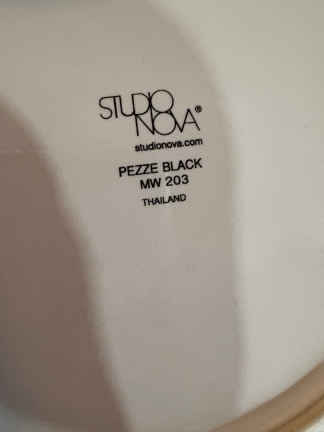 STUDIO
NOVA®
studionova.com
PEZZE BLACK
MW 203
THAILAND